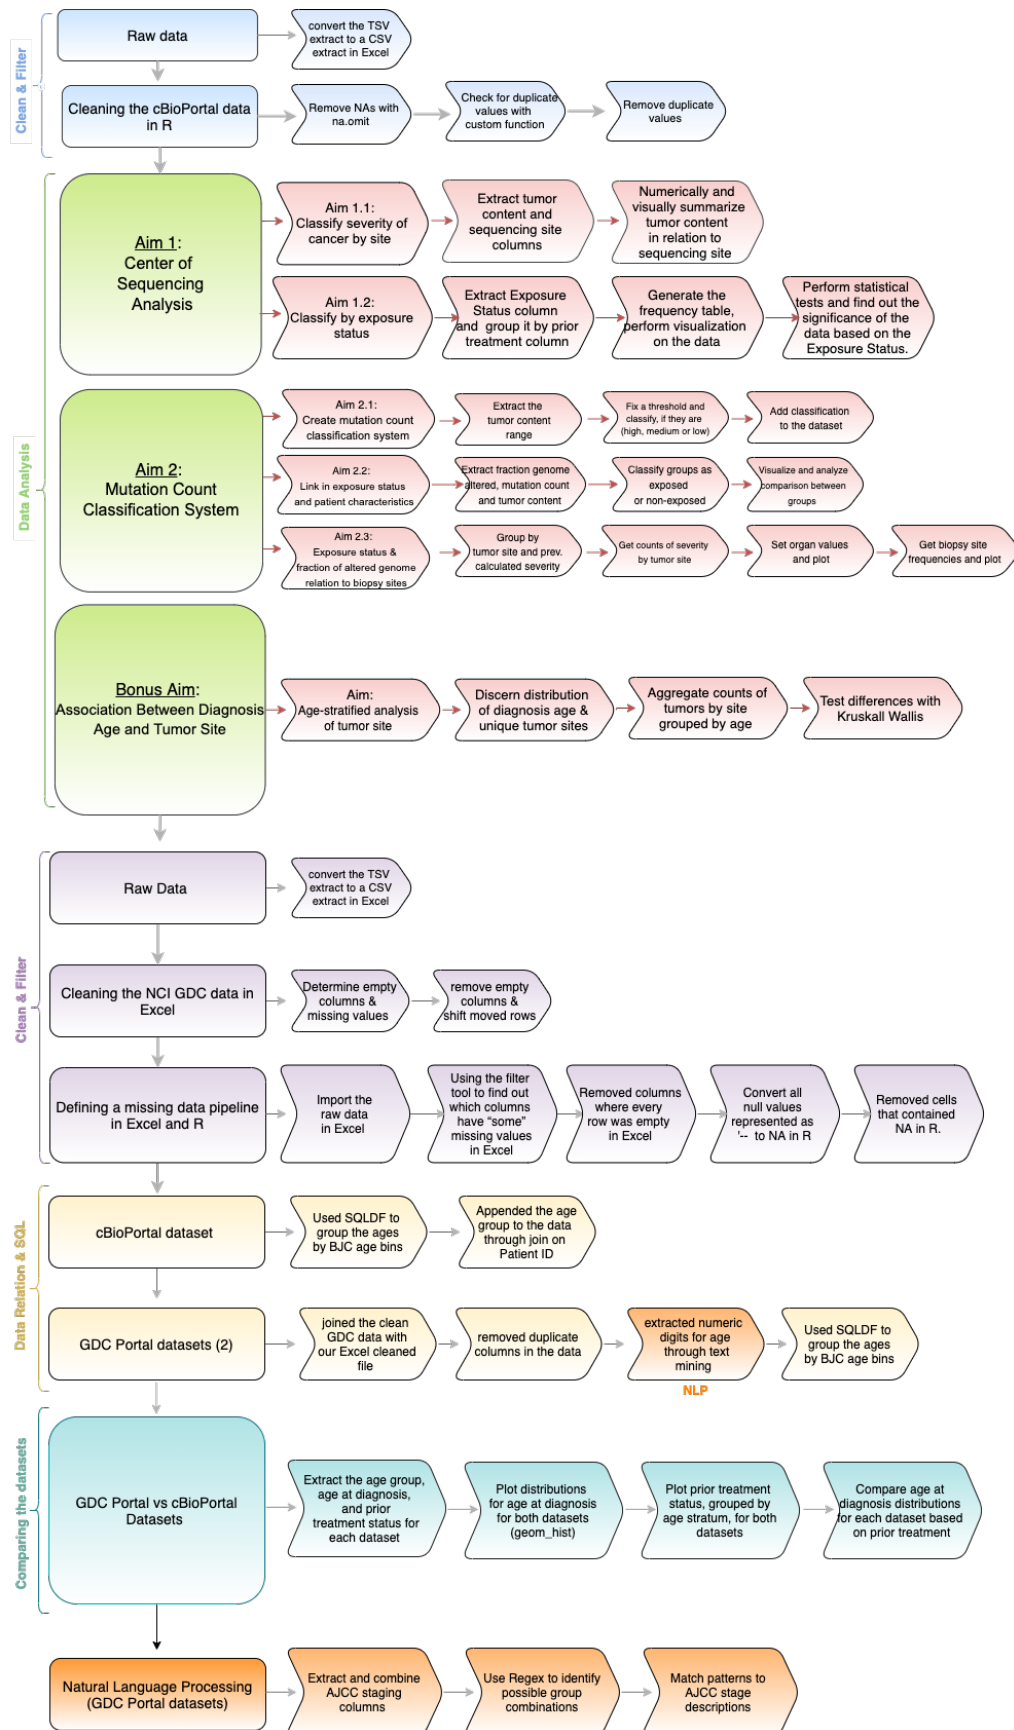 Clean & Filter
Raw data
convert the TSV
extract to a CSV
extract in Excel
Cleaning the cBioPortal data
in R
Remove NAs with
na.omit
Check for duplicate
values with
custom function
Remove duplicate
values
Data Analysis
Aim 1:
Center of
Sequencing
Analysis
Aim 1.1:
Classify severity of
cancer by site
Extract tumor
content and
sequencing site
columns
Numerically and
visually summarize
tumor content
in relation to
sequencing site
Aim 1.2:
Classify by exposure
status
Extract Exposure
Status column
and group it by prior
treatment column
Generate the
frequency table,
perform visualization
on the data
Perform statistical
tests and find out the
significance of the
data based on the
Exposure Status.
Aim 2:
Mutation Count
Classification System
Aim 2.1:
Create mutation count
classification system
Extract the
tumor content
range
Fix a threshold and
classify, if they are
(high, medium or low)
Add classification
to the dataset
Aim 2.2:
Link in exposure status
and patient characteristics
Extract fraction genome
altered, mutation count
and tumor content
Classify groups as
exposed
or non-exposed
Visualize and analyze
comparison between
groups
Aim 2.3:
Exposure status &
fraction of altered genome
relation to biopsy sites
Group by
tumor site and prev.
calculated severity
Get counts of severity
by tumor site
Set organ values
and plot
Get biopsy site
frequencies and plot
Bonus Aim:
Association Between Diagnosis
Age and Tumor Site
Aim:
Age-stratified analysis
of tumor site
Discern distribution
of diagnosis age &
unique tumor sites
Aggregate counts of
tumors by site
grouped by age
Test differences with
Kruskall Wallis
Clean & Filter
Raw Data
convert the TSV
extract to a CSV
extract in Excel
Cleaning the NCI GDC data in
Excel
Determine empty
columns &
missing values
remove empty
columns &
shift moved rows
Defining a missing data pipeline
in Excel and R
Import the
raw data
in Excel
Using the filter
tool to find out
which columns
have “some”
missing values
in Excel
Removed columns
where every
row was empty
in Excel
Convert all
null values
represented as
'-- to NA in R
Removed cells
that contained
NA in R.
Data Relation & SQL
cBioPortal dataset
Used SQLDF to
group the ages
by BJC age bins
Appended the age
group to the data
through join on
Patient ID
GDC Portal datasets (2)
joined the clean
GDC data with
our Excel cleaned
file
removed duplicate
columns in the data
extracted numeric
digits for age
through text
mining
NLP
Used SQLDF to
group the ages
by BJC age bins
Comparing the datasets
GDC Portal vs cBioPortal
Datasets
Extract the age group,
age at diagnosis,
and prior
treatment status for
each dataset
Plot distributions
for age at diagnosis
for both datasets
(geom_hist)
Plot prior treatment
status, grouped by
age stratum, for both
datasets
Compare age at
diagnosis distributions
for each dataset based
on prior treatment
Natural Language Processing
(GDC Portal datasets)
Extract and combine
AJCC staging
columns
Use Regex to identify
possible group
combinations
Match patterns to
AJCC stage
descriptions